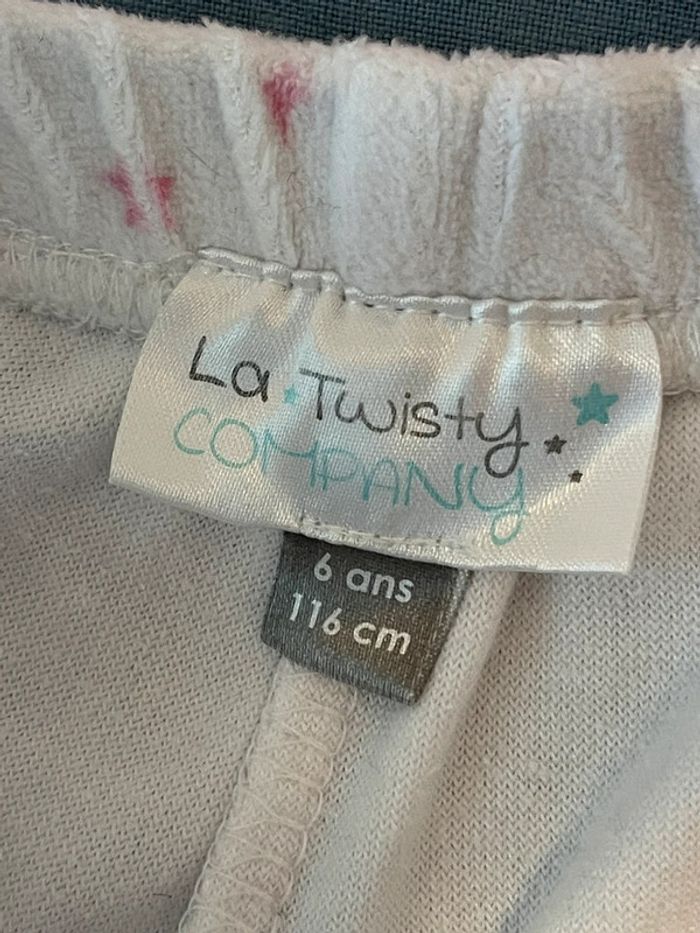 La Twisty
COMPANY
6 ans
116 cm